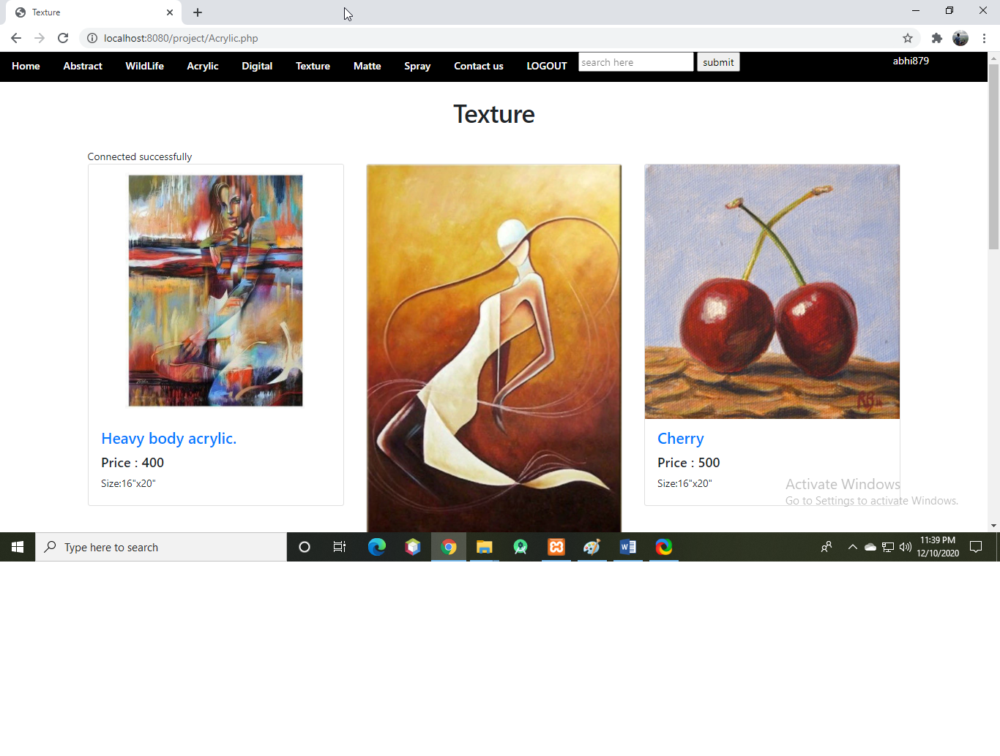 Texture
localhost:8080/project/Acrylic.php
Home Abstract WildLife Acrylic Digital Texture Matte Spray Contact us LOGOUT search here submit abhi879
Texture
Connected successfully
Heavy body acrylic.
Price : 400
Size:16"x20"
Cherry
Price : 500
Size:16"x20"
Activate Windows
Go to Settings to activate Windows.
Type here to search
11:39 PM
12/10/2020